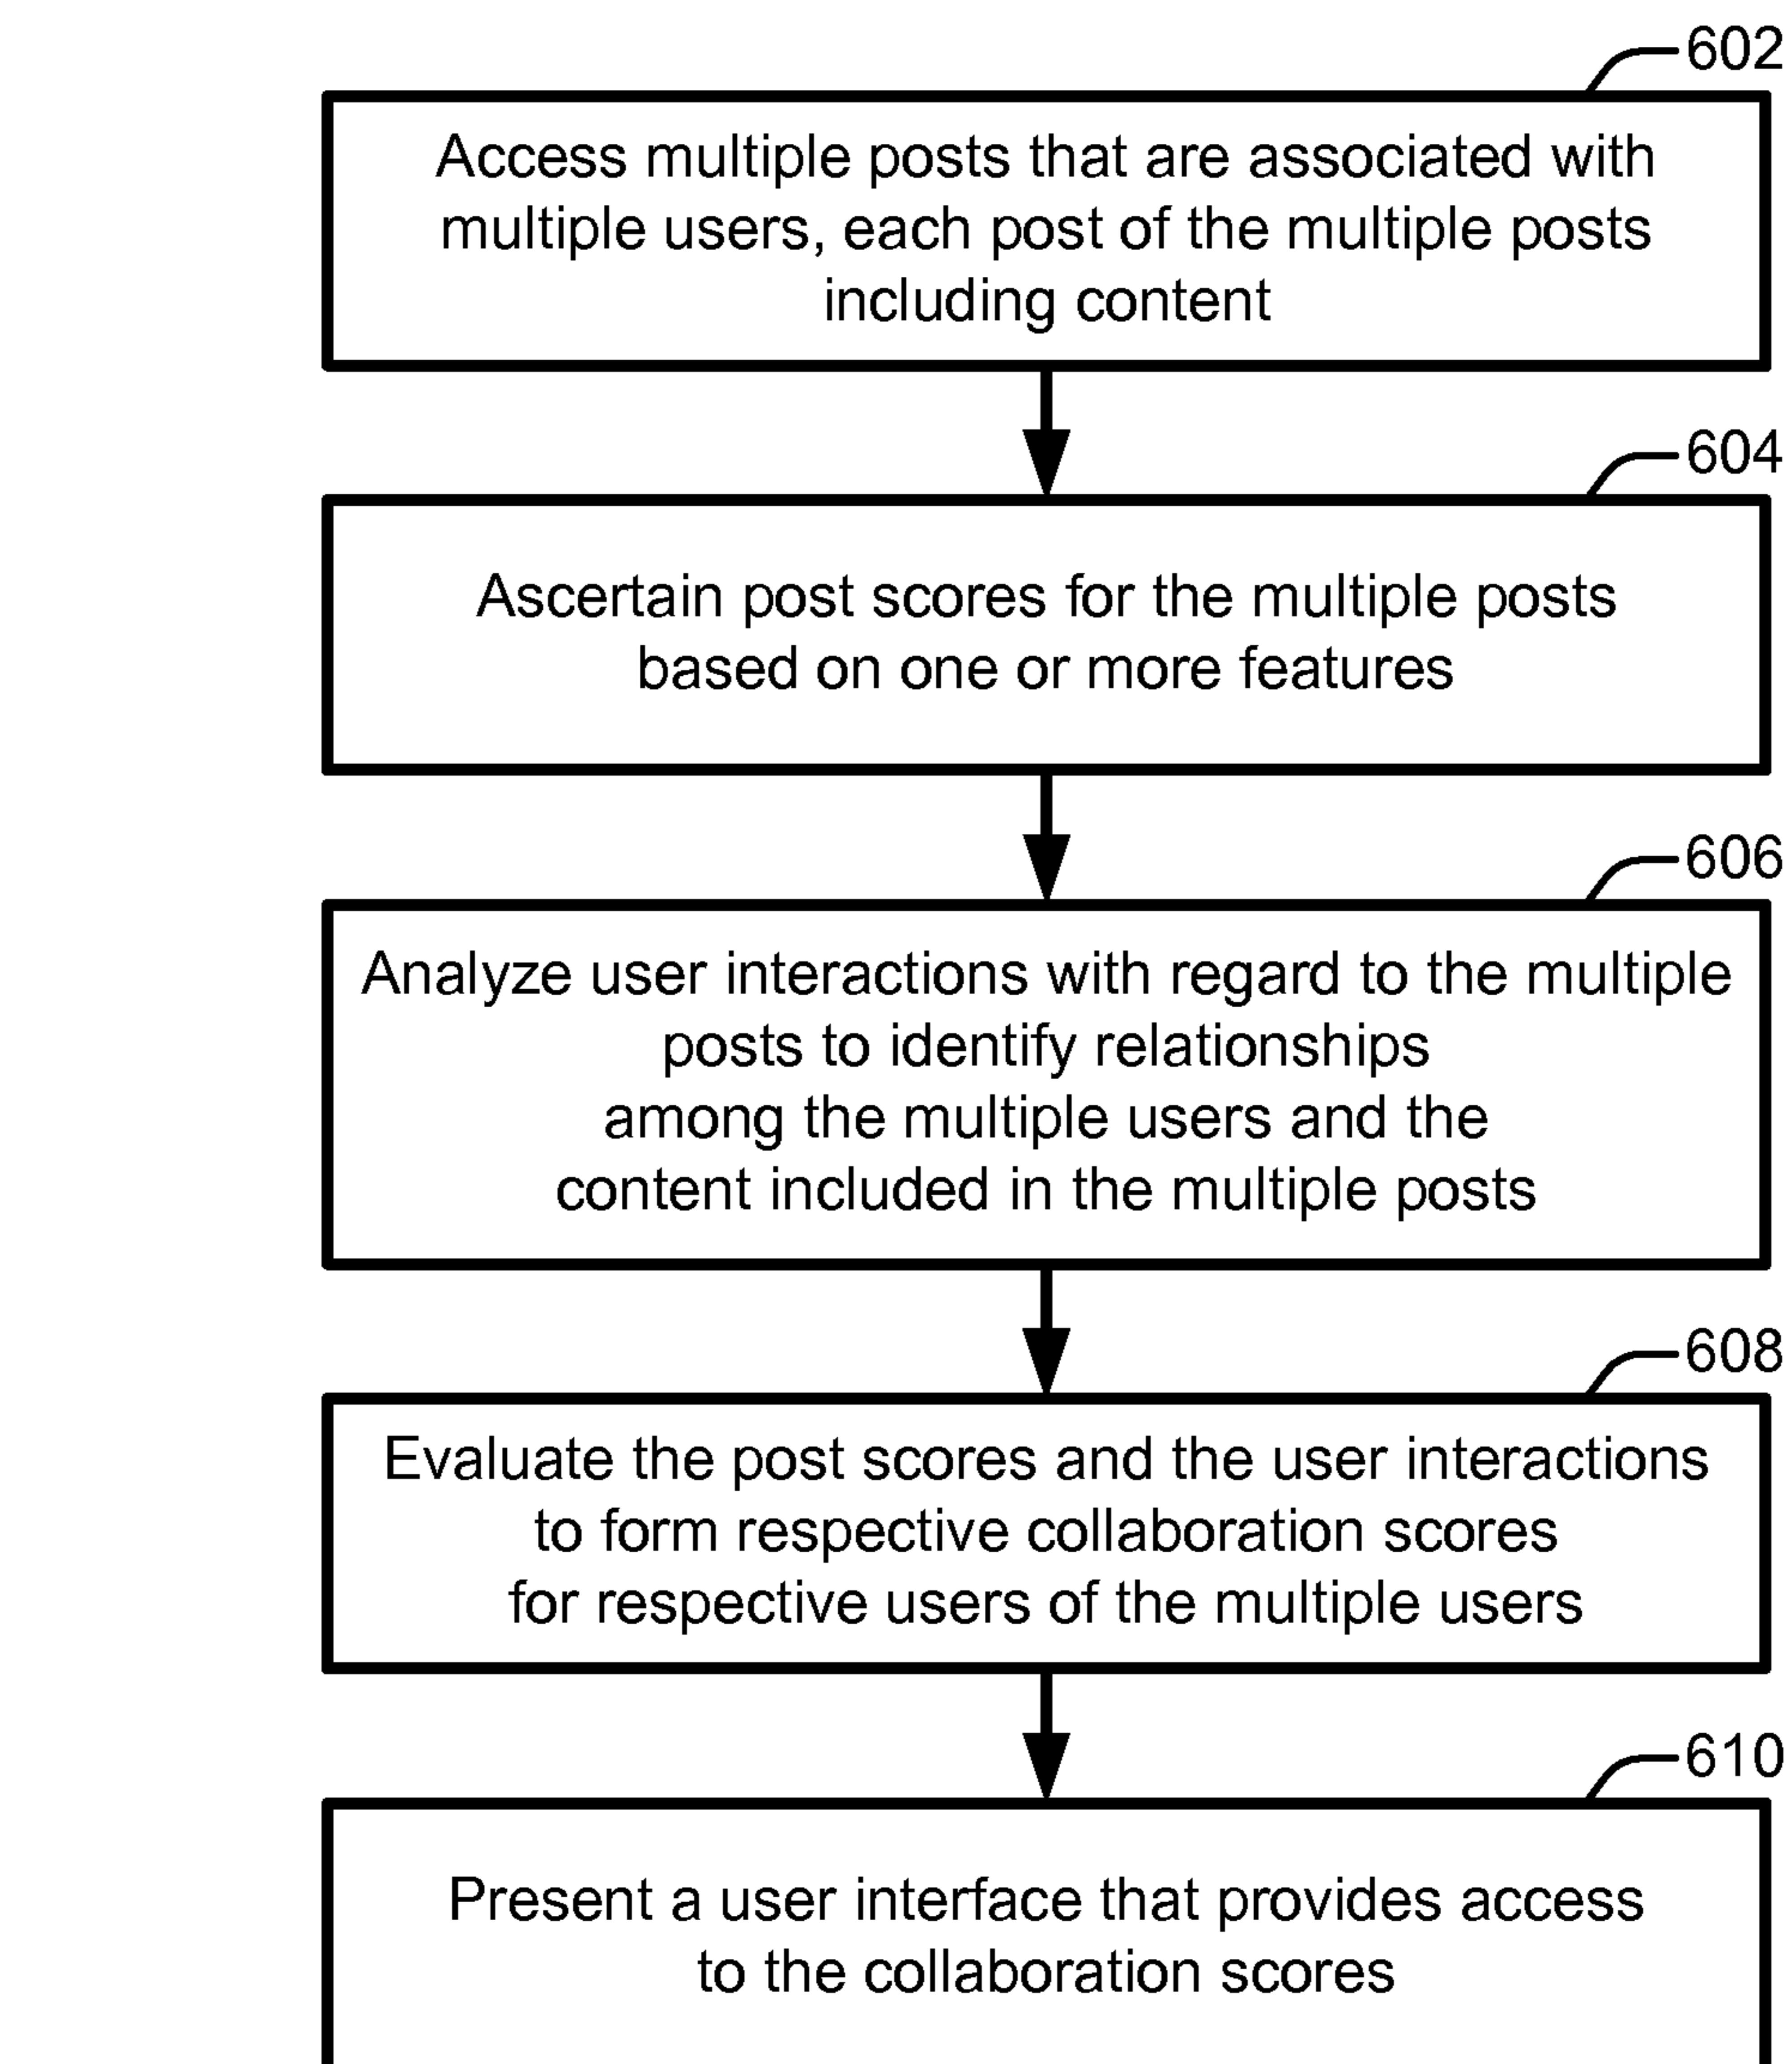 602
Access multiple posts that are associated with
multiple users, each post of the multiple posts
including content
604
Ascertain post scores for the multiple posts
based on one or more features
606
Analyze user interactions with regard to the multiple
posts to identify relationships
among the multiple users and the
content included in the multiple posts
608
Evaluate the post scores and the user interactions
to form respective collaboration scores
for respective users of the multiple users
610
Present a user interface that provides access
to the collaboration scores